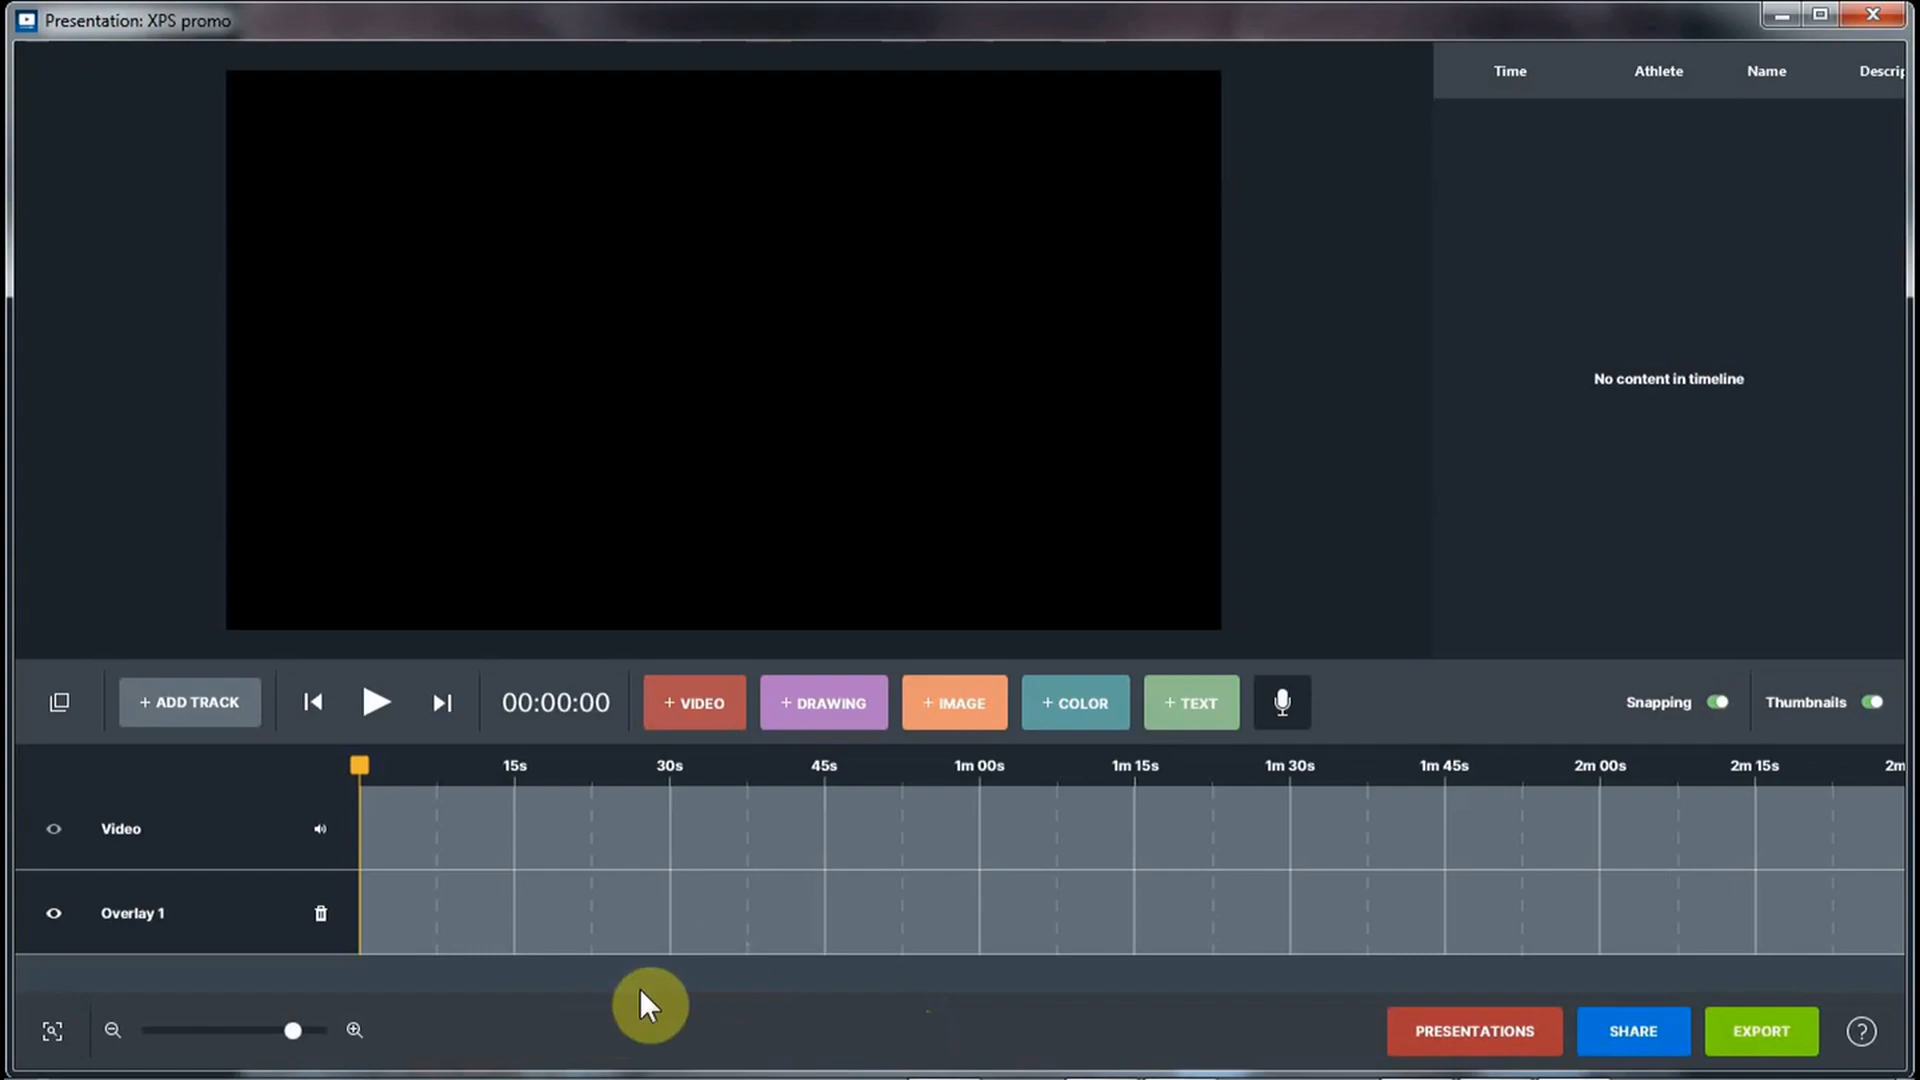 Presentation: XPS promo
Time Athlete Name Descrip
No content in timeline
+ ADD TRACK 00:00:00 + VIDEO + DRAWING + IMAGE + COLOR + TEXT Snapping Thumbnails
15s 30s 45s 1m 00s 1m 15s 1m 30s 1m 45s 2m 00s 2m 15s 2m
Video
Overlay 1
PRESENTATIONS SHARE EXPORT ?